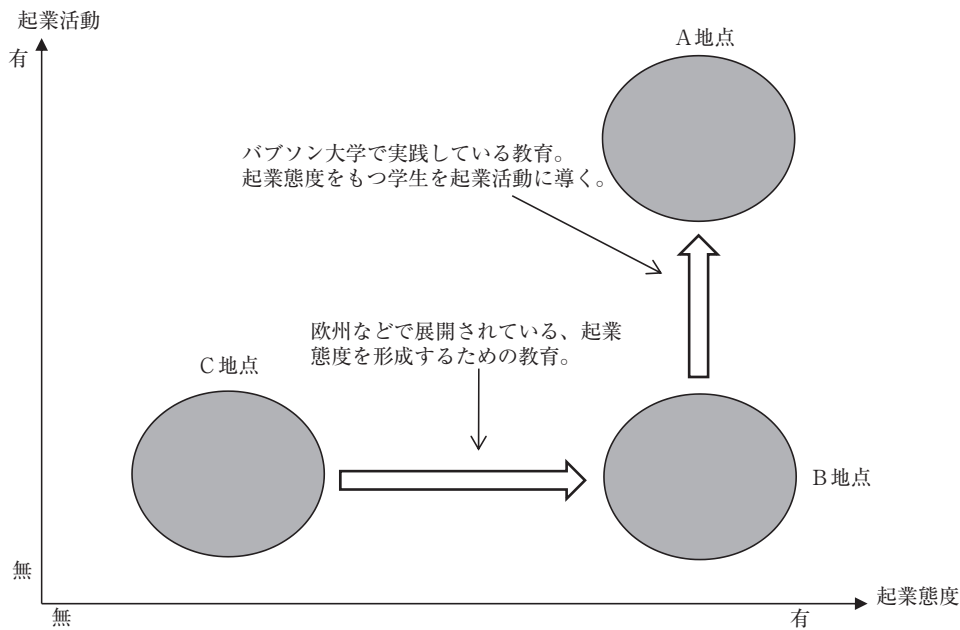 起業活動
有
A地点
バブソン大学で実践している教育。
起業態度をもつ学生を起業活動に導く。
欧州などで展開されている、起業
態度を形成するための教育。
C地点
B地点
無
起業態度
無
有